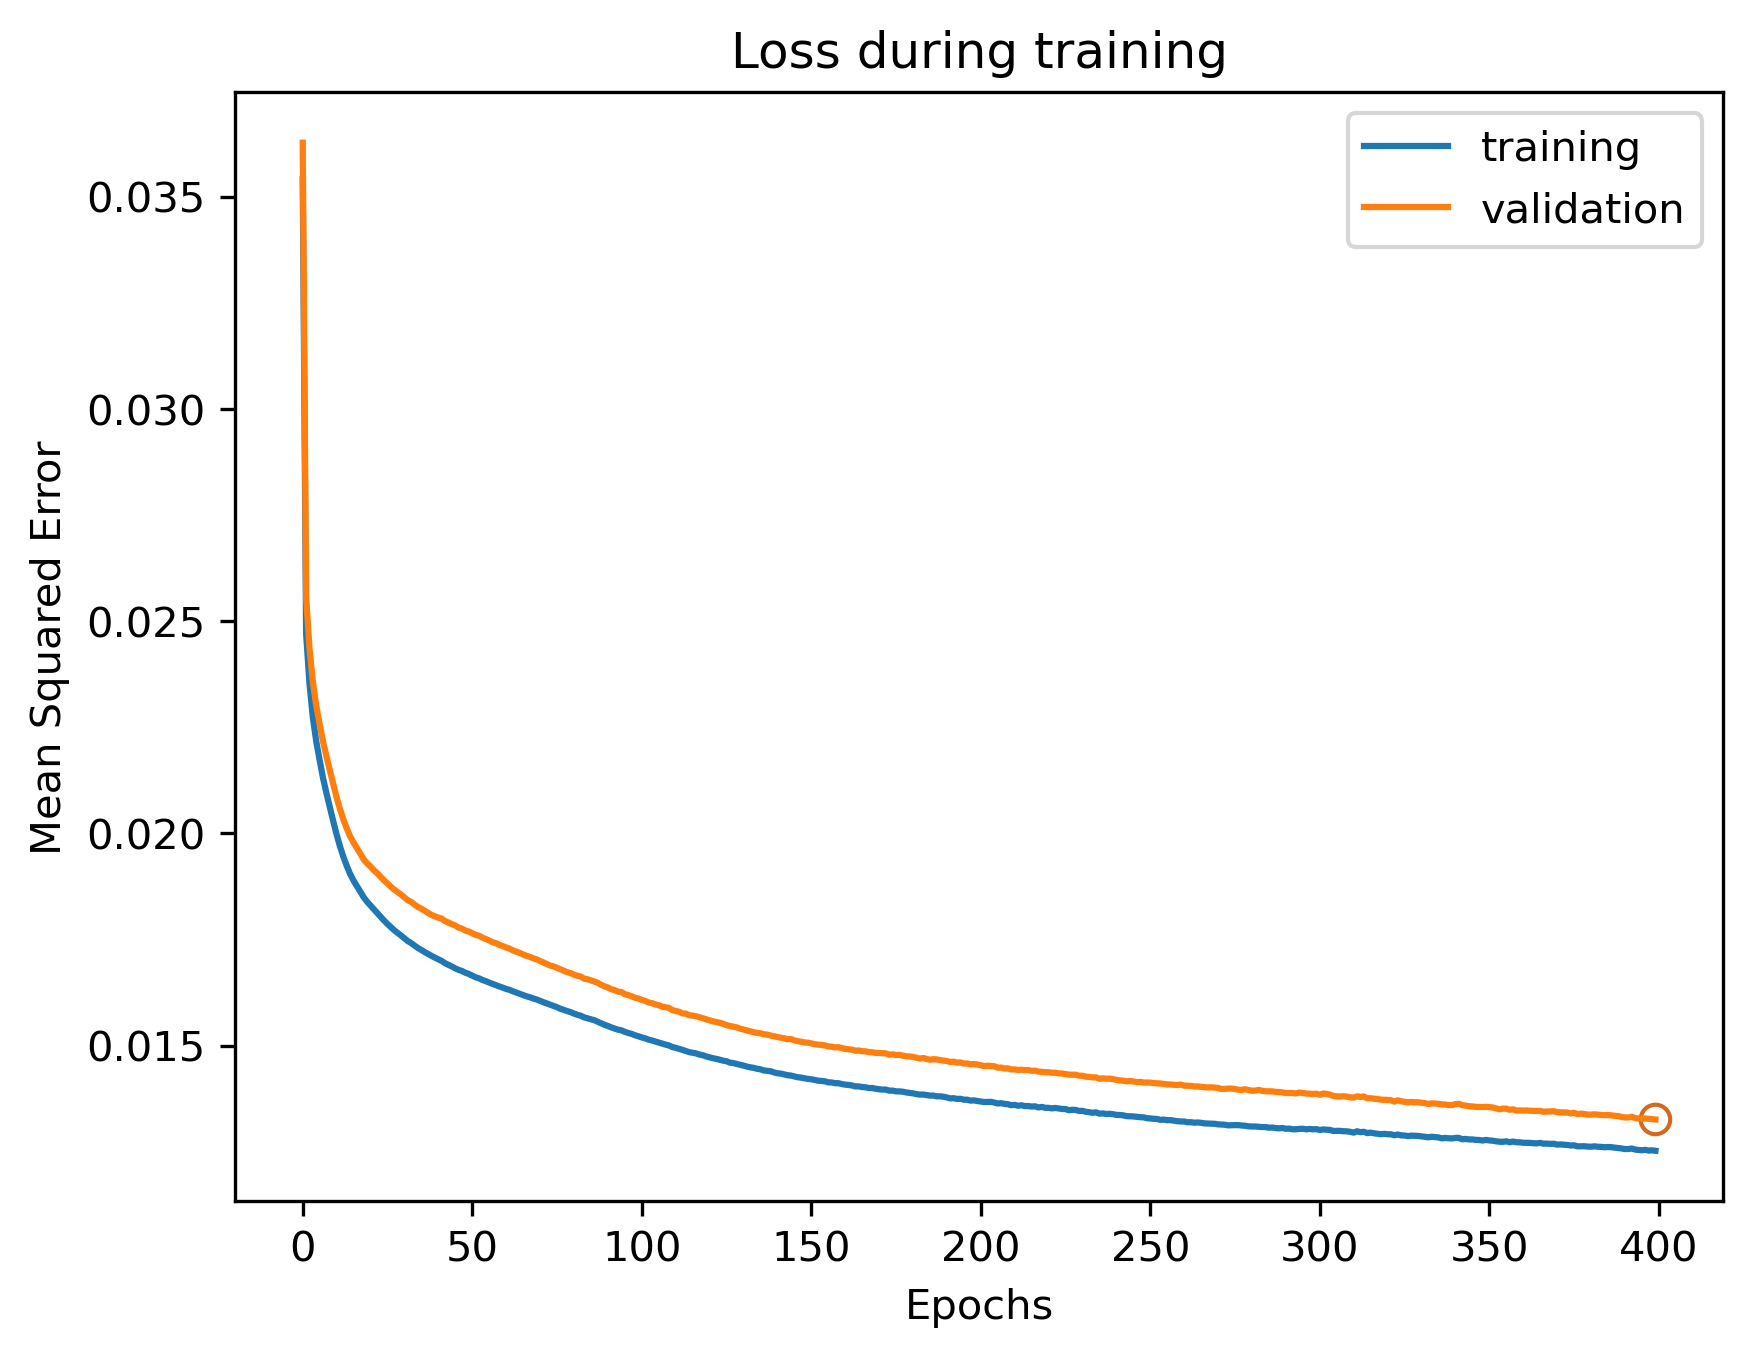 Loss during training
training
validation
0.035
0.030
0.025
0.020
0.015
Mean Squared Error
0 50 100 150 200 250 300 350 400
Epochs